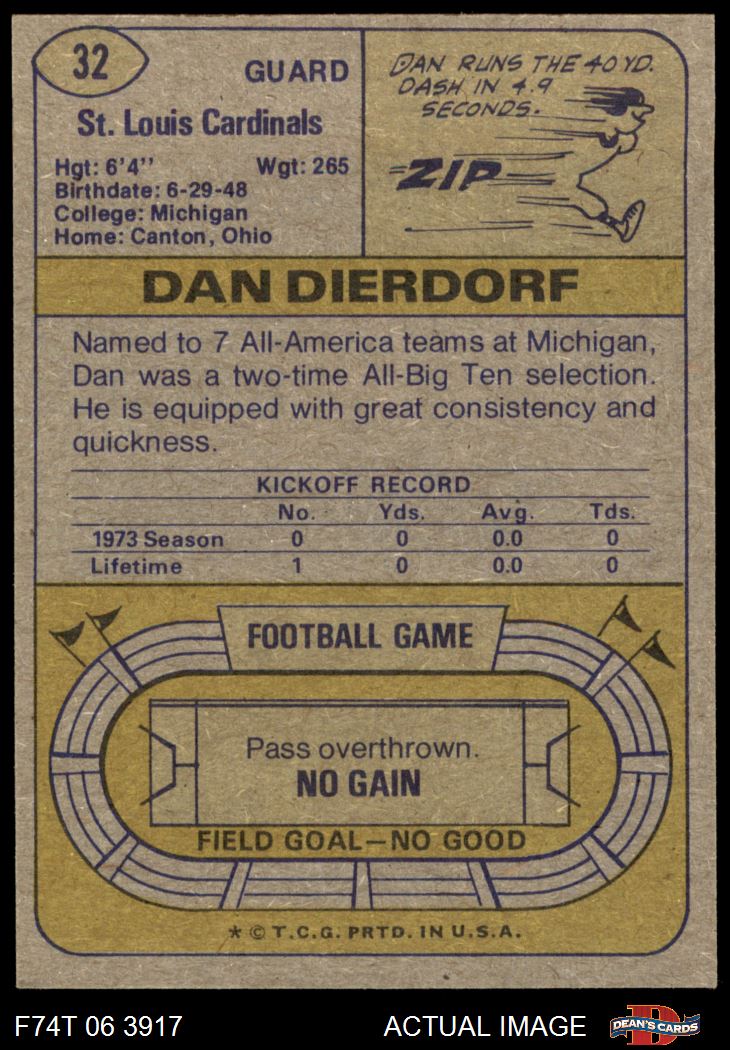 32
GUARD
St. Louis Cardinals
Hgt: 6'4'' Wgt: 265
Birthdate: 6-29-48
College: Michigan
Home: Canton, Ohio
DAN RUNS THE 40 YD.
DASH IN 4.9
SECONDS.
ZIP
DAN DIERDORF
Named to 7 All-America teams at Michigan,
Dan was a two-time All-Big Ten selection.
He is equipped with great consistency and
quickness.
KICKOFF RECORD
No. Yds. Avg. Tds.
1973 Season 0 0 0.0 0
Lifetime 1 0 0.0 0
FOOTBALL GAME
Pass overthrown.
NO GAIN
FIELD GOAL—NO GOOD
* © T.C.G. PRTD. IN U.S.A.
F74T 06 3917 ACTUAL IMAGE
D
DEAN'S CARDS